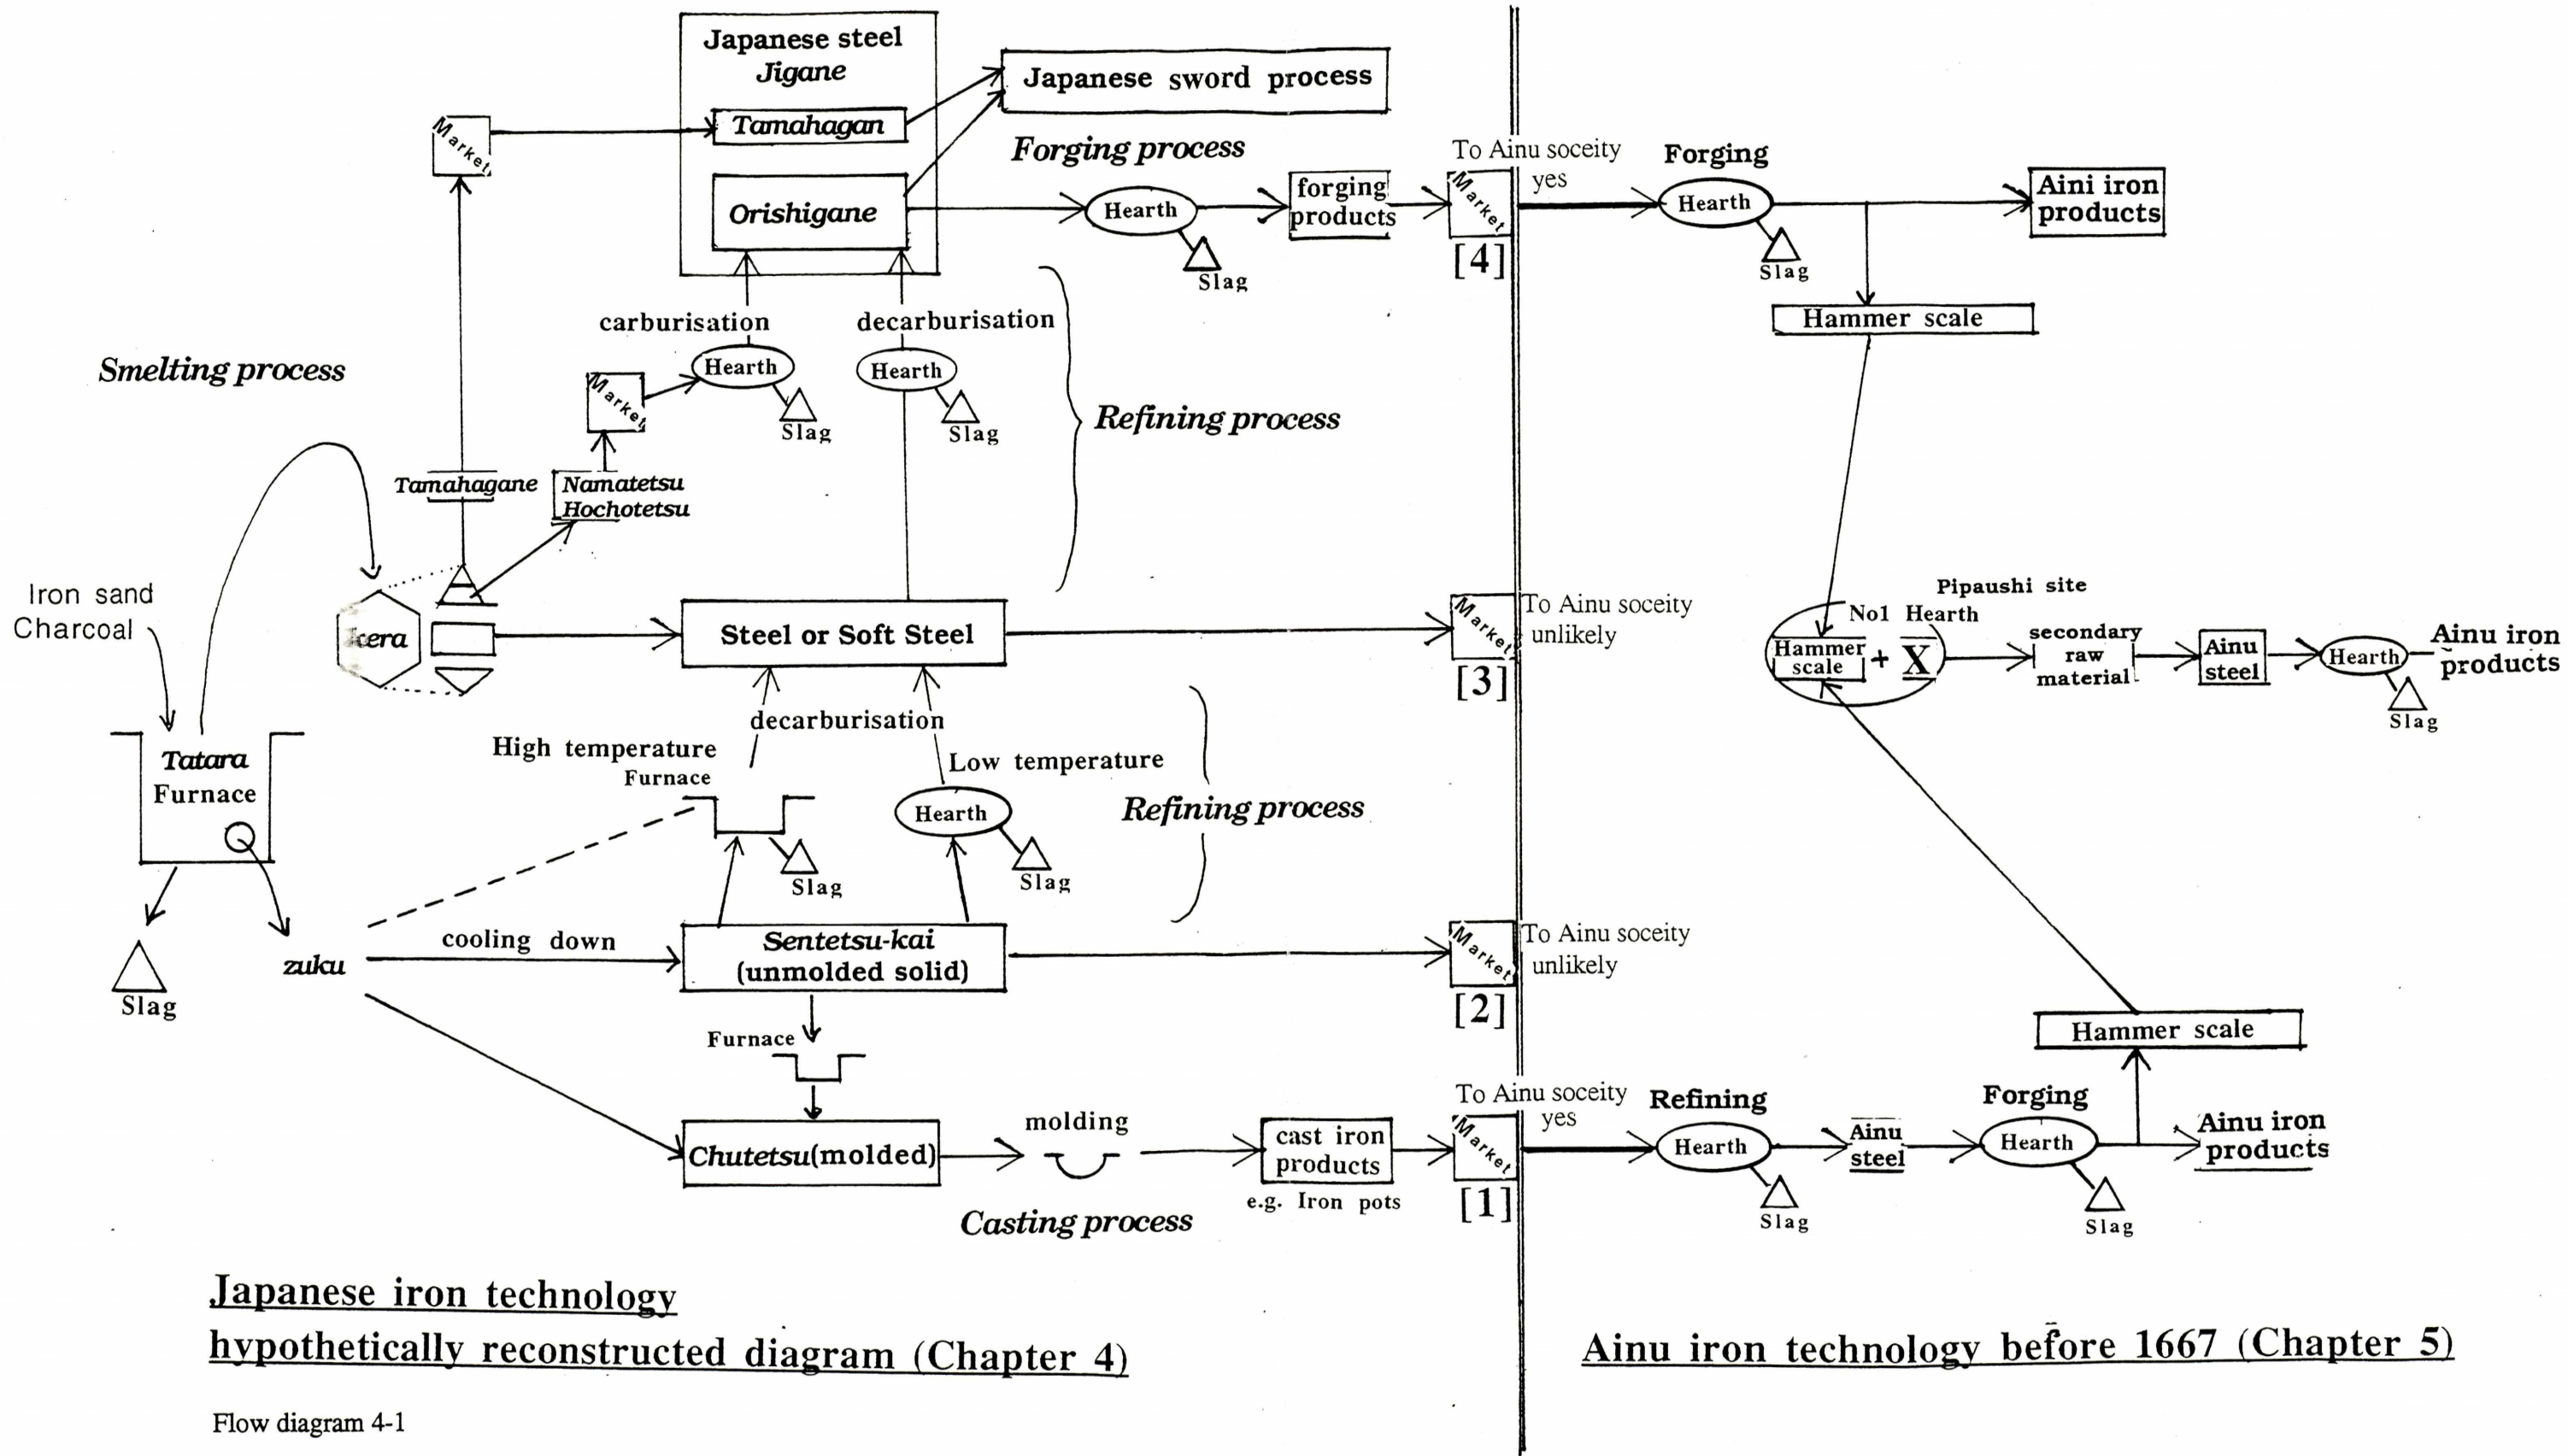 Japanese steel
Jigane
Tamahagan
Orishigane
Japanese sword process
Market
Forging process
Hearth
Slag
forging
products
Market
[4]
To Ainu soceity
yes
Forging
Hearth
Slag
Aini iron
products
Hammer scale
Smelting process
carburisation
decarburisation
Hearth
Slag
Hearth
Slag
Market
Refining process
Tamahagane
Namatetsu
Hochotetsu
Iron sand
Charcoal
kera
Steel or Soft Steel
Market
[3]
To Ainu soceity
unlikely
Pipaushi site
No1 Hearth
Hammer
scale
+ X
secondary
raw
material
Ainu
steel
Hearth
Slag
Ainu iron
products
Tatara
Furnace
Slag
zuku
High temperature
Furnace
decarburisation
Low temperature
Slag
Hearth
Slag
Refining process
cooling down
Sentetsu-kai
(unmolded solid)
Market
[2]
To Ainu soceity
unlikely
Furnace
Chutetsu(molded)
molding
Casting process
cast iron
products
e.g. Iron pots
Market
[1]
To Ainu soceity
yes
Refining
Hearth
Slag
Ainu
steel
Forging
Hearth
Slag
Hammer scale
Ainu iron
products
Japanese iron technology
hypothetically reconstructed diagram (Chapter 4)
Ainu iron technology before 1667 (Chapter 5)
Flow diagram 4-1